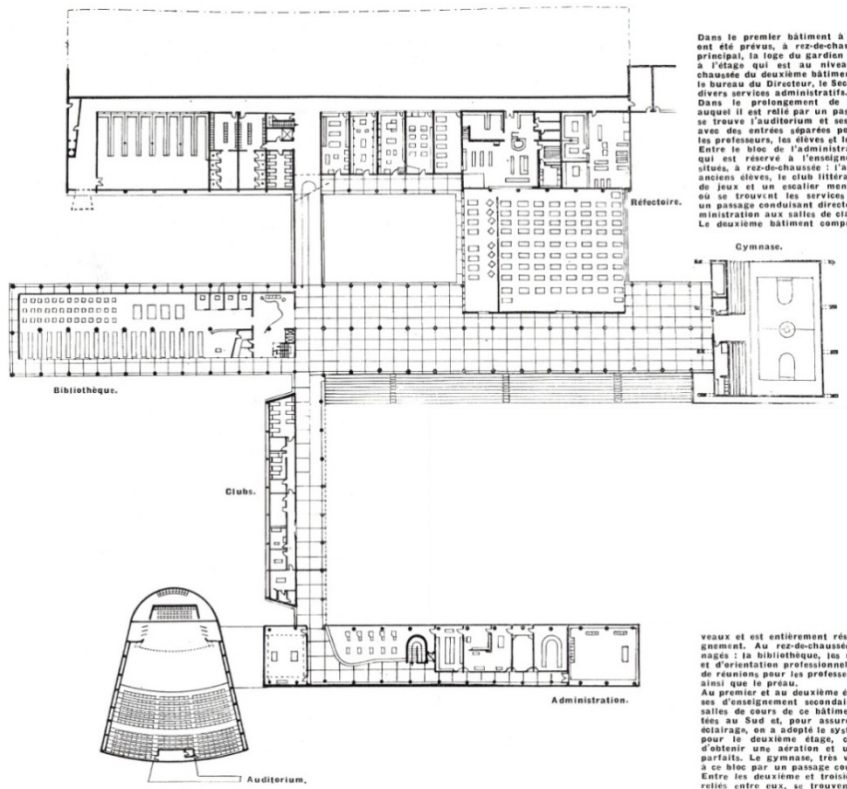 Dans le premier bâtiment à
ont été prévus, à rez-de-chau
principal, la loge du gardien
à l'étage qui est au niveau
chaussée du deuxième bâtimen
le bureau du Directeur, le Sec
divers services administratifs.
Dans le prolongement de
auquel il est relié par un pas
se trouve l'auditorium et ses
avec des entrées séparées po
les professeurs, les élèves et le
Entre le bloc de l'administra
qui est réservé à l'enseigne
situés, à rez-de-chaussée : l'a
anciens élèves, le club littéra
de jeux et un escalier men
où se trouvent les services
un passage conduisant direct
ministration aux salles de cla
Le deuxième bâtiment comp
Réfectoire.
Gymnase.
Bibliothèque.
Clubs.
Administration.
Auditorium.
veaux et est entièrement rés
gnement. Au rez-de-chaussé
nagés : la bibliothèque, les
et d'orientation professionnel
de réunions pour les professe
ainsi que le préau.
Au premier et au deuxième é
ses d'enseignement secondai
salles de cours de ce bâtime
tées au Sud et, pour assure
éclairage, on a adopté le syst
pour le deuxième étage, c
d'obtenir une aération et u
parfaits. Le gymnase, très v
à ce bloc par un passage co
Entre les deuxième et troisiè
reliés entre eux, se trouven